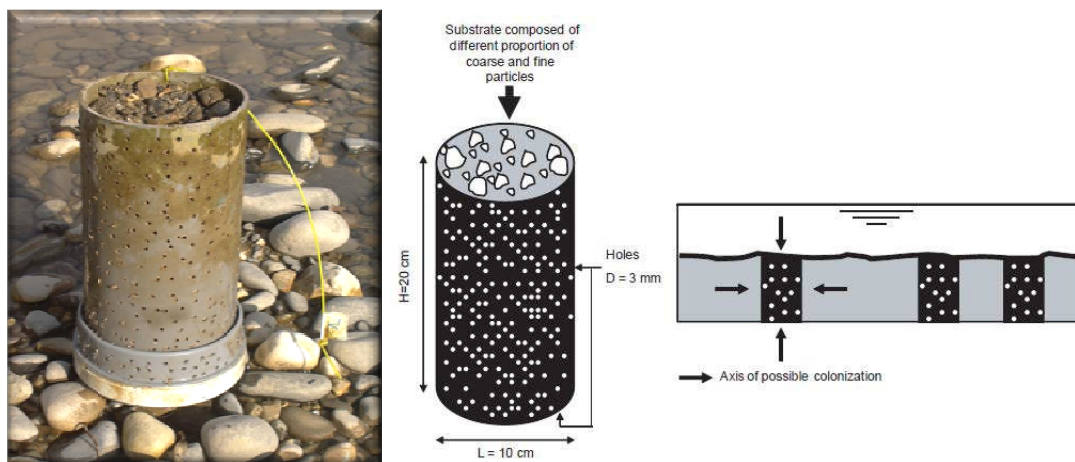 Substrate composed of
different proportion of
coarse and fine
particles
H=20 cm
Holes
D = 3 mm
L = 10 cm
Axis of possible colonization